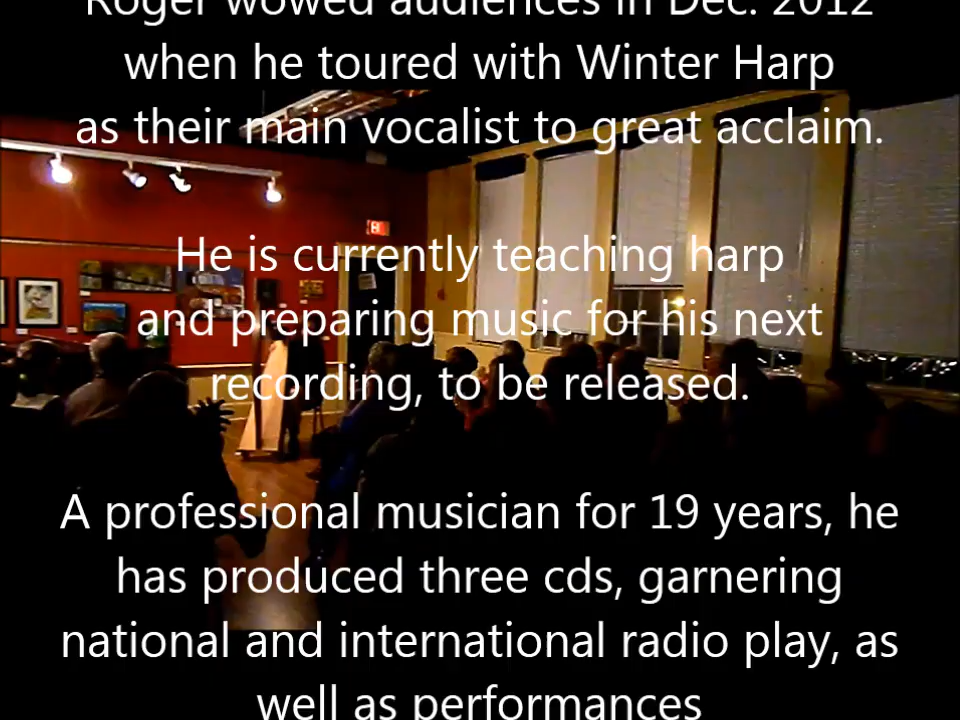 Roger wowed audiences in Dec. 2012
when he toured with Winter Harp
as their main vocalist to great acclaim.
He is currently teaching harp
and preparing music for his next
recording, to be released.
A professional musician for 19 years, he
has produced three cds, garnering
national and international radio play, as
well as performances